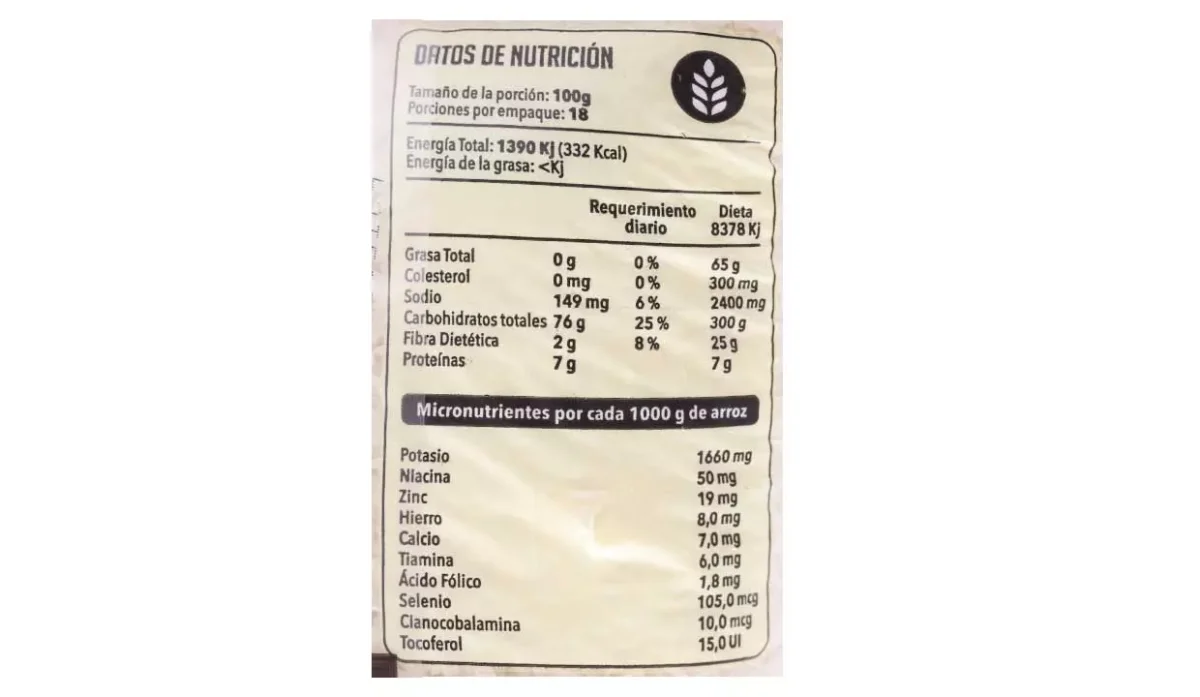 DATOS DE NUTRICIÓN
Tamaño de la porción: 100g
Porciones por empaque: 18
Energía Total: 1390 Kj (332 Kcal)
Energía de la grasa: <Kj
Requerimiento diario Dieta 8378 Kj
Grasa Total 0 g 0 % 65 g
Colesterol 0 mg 0 % 300 mg
Sodio 149 mg 6 % 2400 mg
Carbohidratos totales 76 g 25 % 300 g
Fibra Dietética 2 g 8 % 25 g
Proteínas 7 g 7 g
Micronutrientes por cada 1000 g de arroz
Potasio 1660 mg
NIacina 50 mg
Zinc 19 mg
Hierro 8,0 mg
Calcio 7,0 mg
Tiamina 6,0 mg
Ácido Fólico 1,8 mg
Selenio 105,0 mcg
CIanocobalamina 10,0 mcg
Tocoferol 15,0 UI